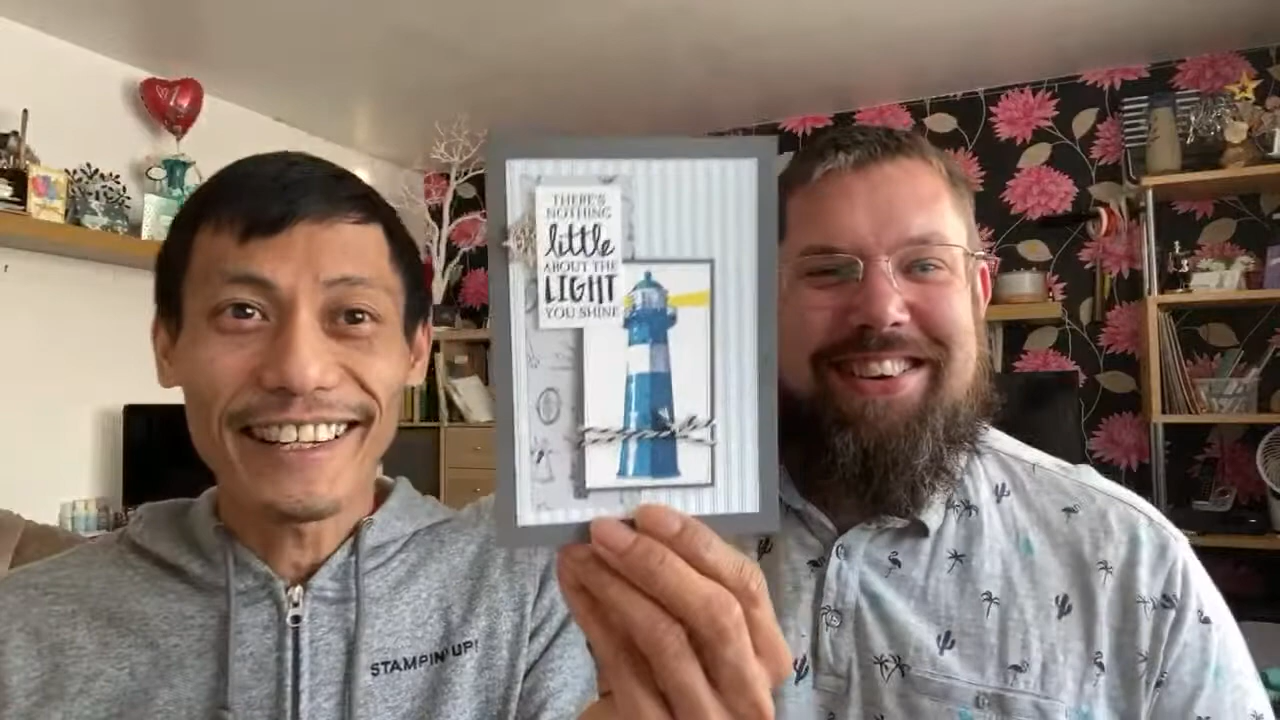 THERE'S
NOTHING
little
ABOUT THE
LIGHT
YOU SHINE
STAMPIN' UP!